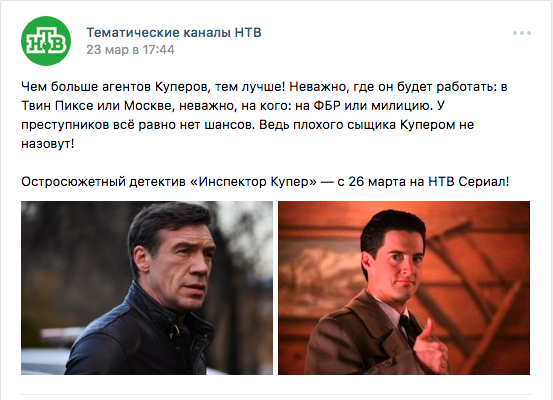 НТВ
Тематические каналы НТВ
23 мар в 17:44
Чем больше агентов Куперов, тем лучше! Неважно, где он будет работать: в
Твин Пиксе или Москве, неважно, на кого: на ФБР или милицию. У
преступников всё равно нет шансов. Ведь плохого сыщика Купером не
назовут!
Остросюжетный детектив «Инспектор Купер» — с 26 марта на НТВ Сериал!